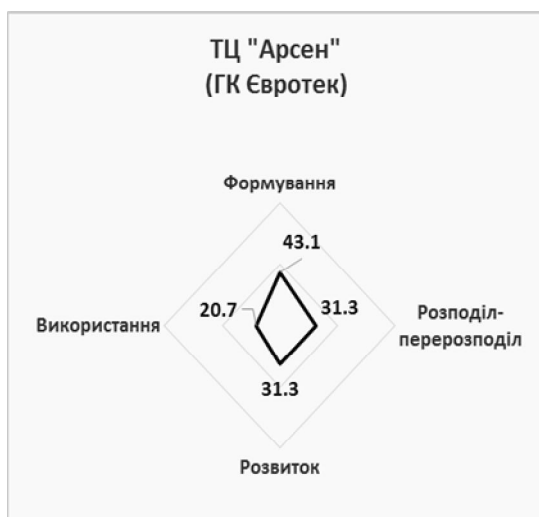 ТЦ "Арсен"
(ГК Євротек)
Формування
43.1
20.7
31.3
Використання
Розподіл-
перерозподіл
31.3
Розвиток